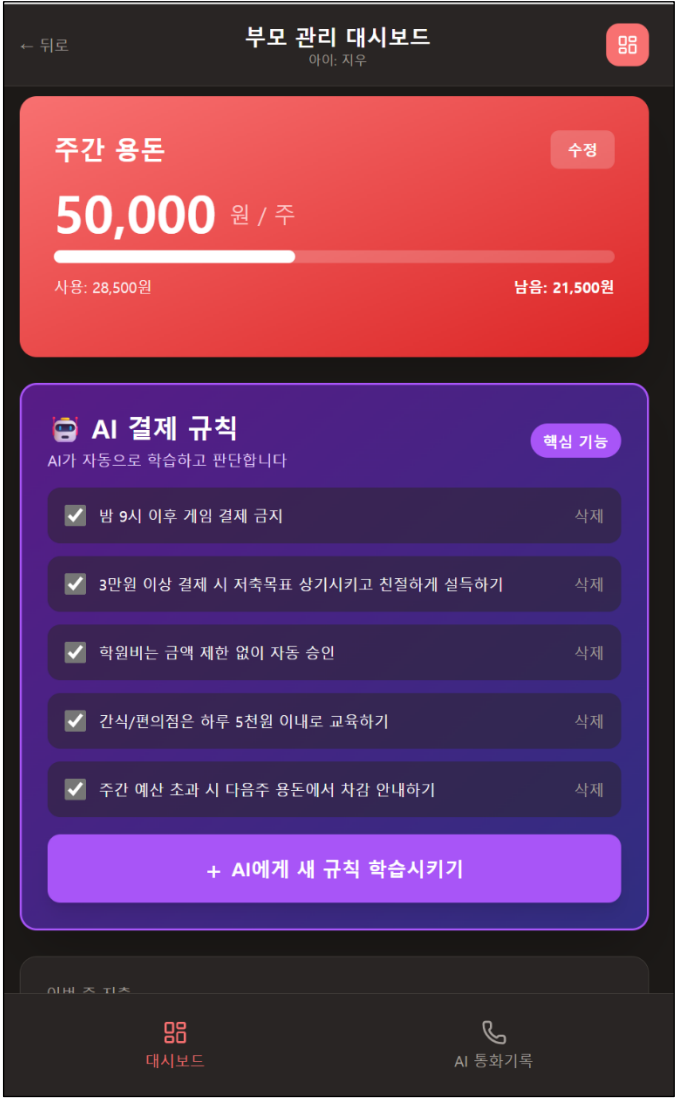 ← 뒤로
부모 관리 대시보드
아이: 지우
주간 용돈
수정
50,000 원 / 주
사용: 28,500원
남음: 21,500원
AI 결제 규칙
AI가 자동으로 학습하고 판단합니다
핵심 기능
밤 9시 이후 게임 결제 금지 삭제
3만원 이상 결제 시 저축목표 상기시키고 친절하게 설득하기 삭제
학원비는 금액 제한 없이 자동 승인 삭제
간식/편의점은 하루 5천원 이내로 교육하기 삭제
주간 예산 초과 시 다음주 용돈에서 차감 안내하기 삭제
+ AI에게 새 규칙 학습시키기
이번 주 지출
대시보드
AI 통화기록